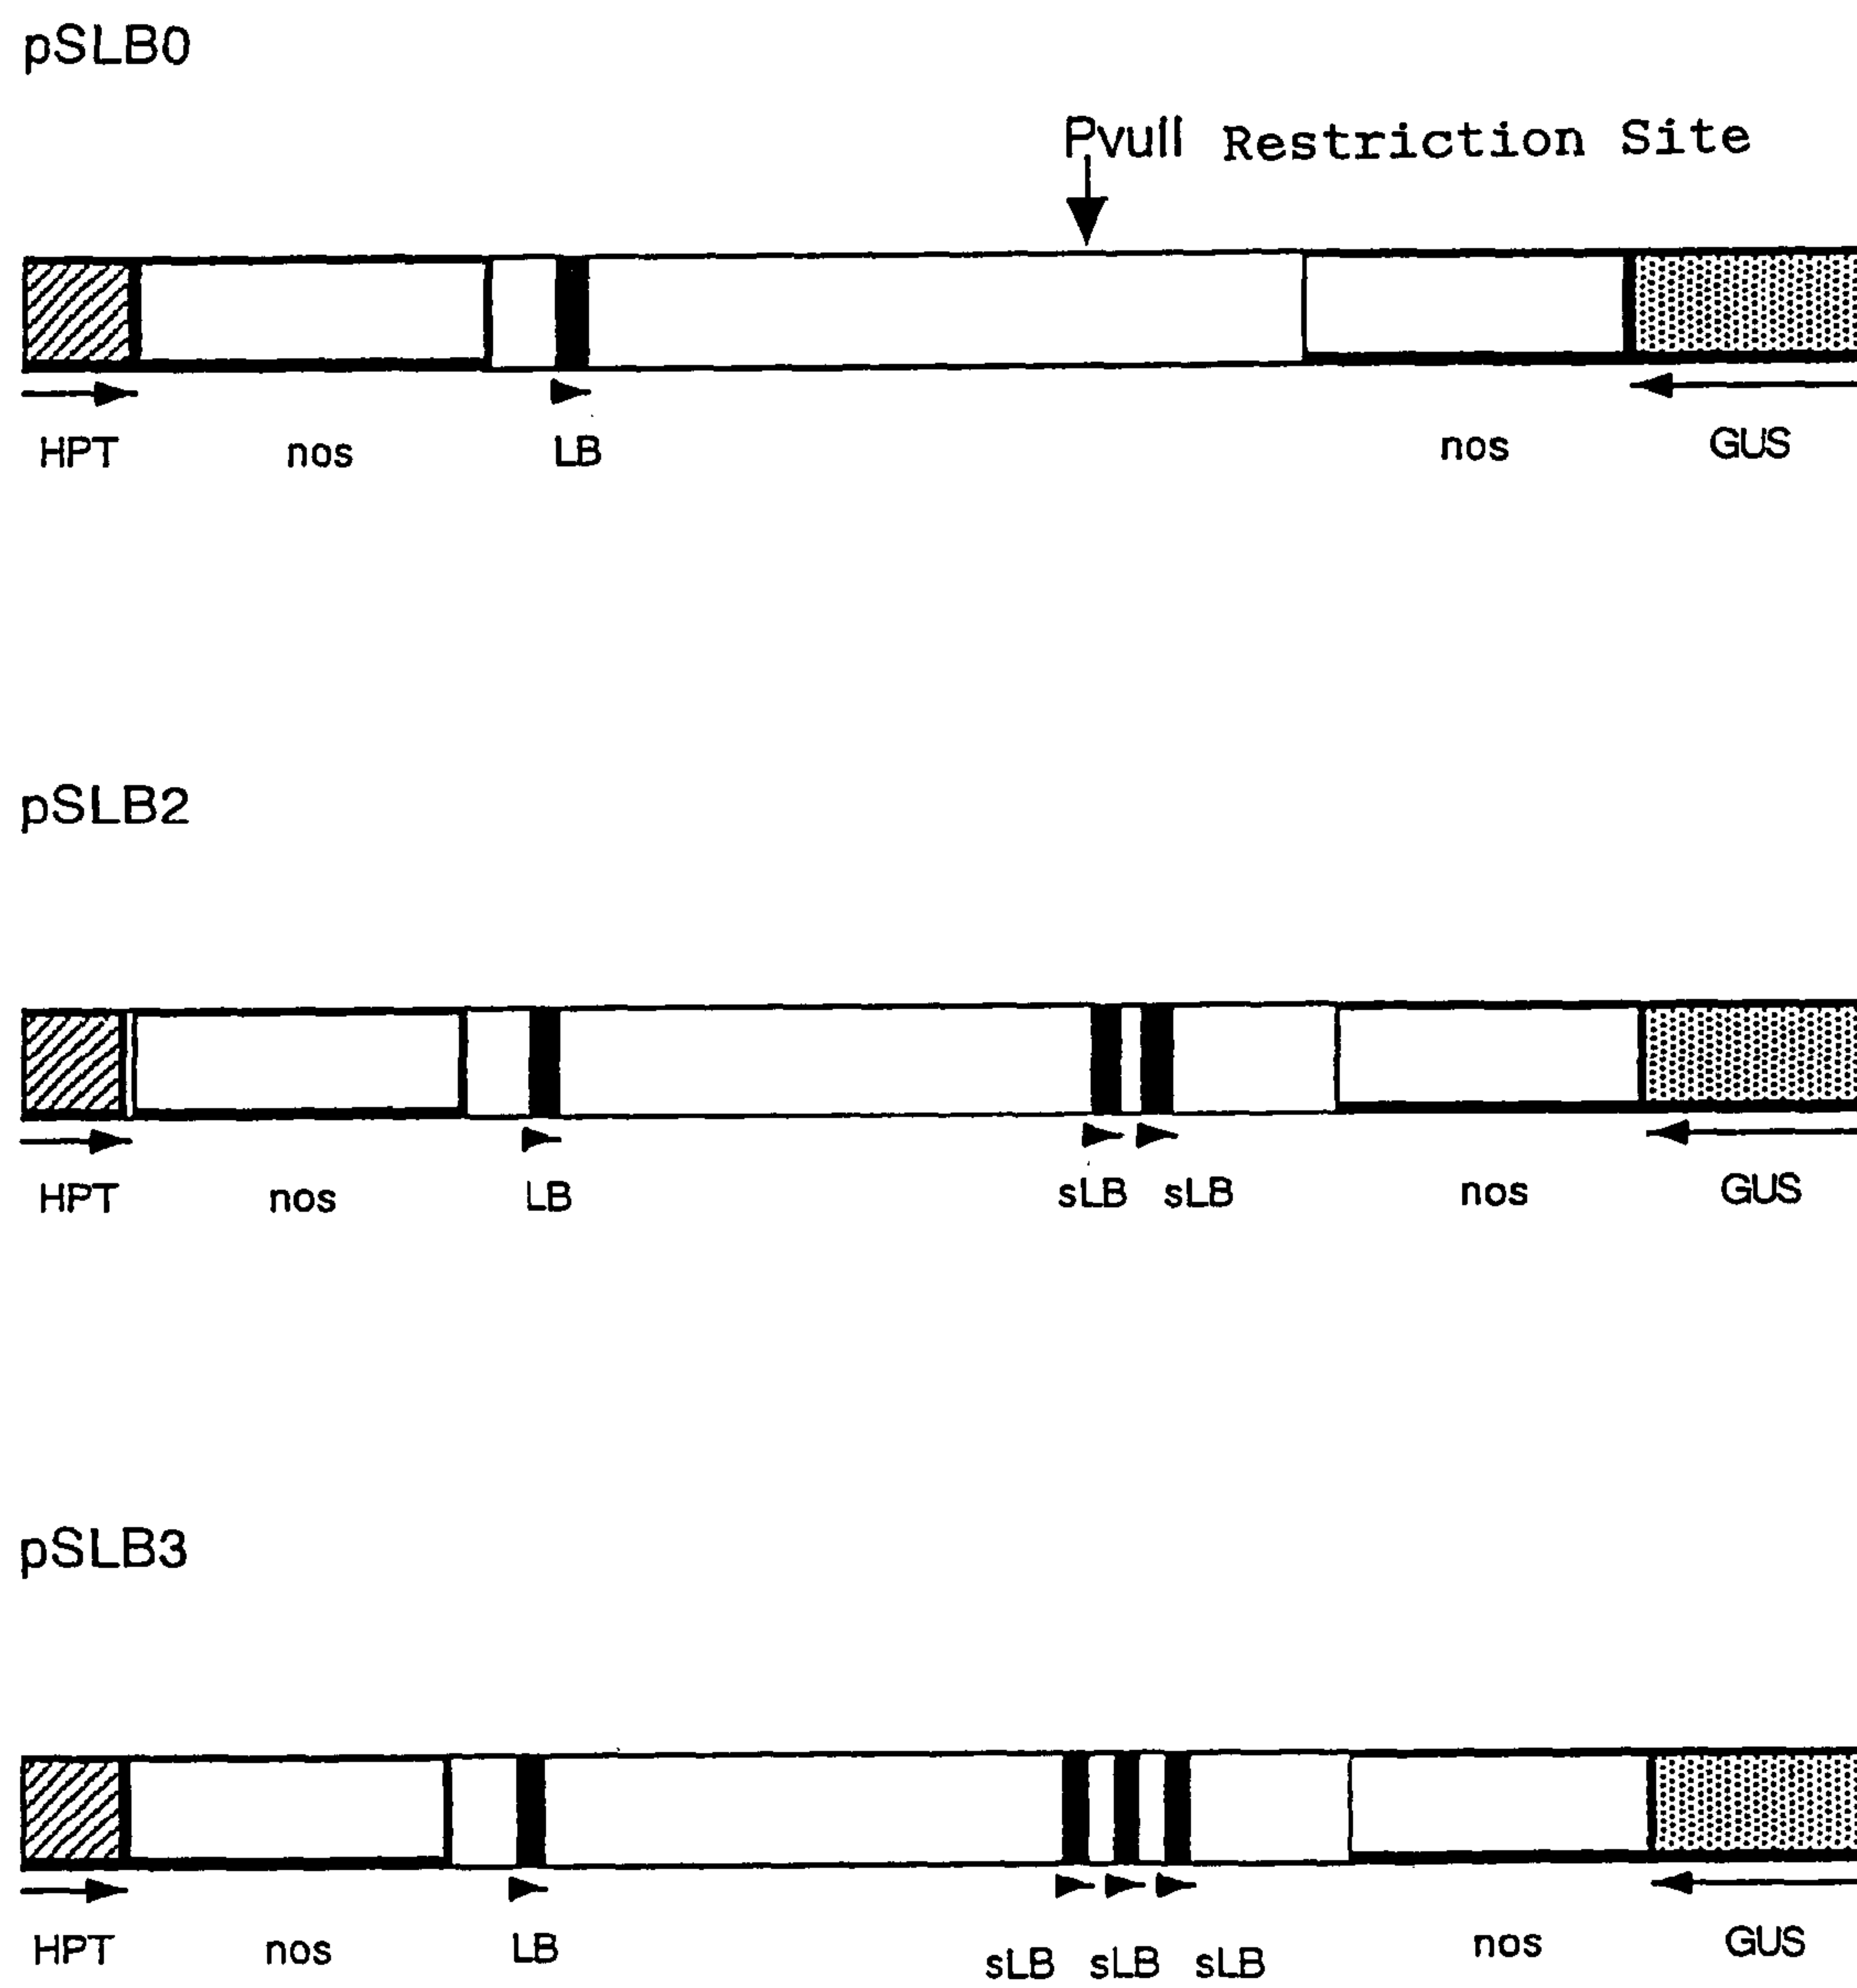 pSLB0
PvuII Restriction Site
HPT nos LB nos GUS
pSLB2
HPT nos LB sLB sLB nos GUS
pSLB3
HPT nos LB sLB sLB sLB nos GUS